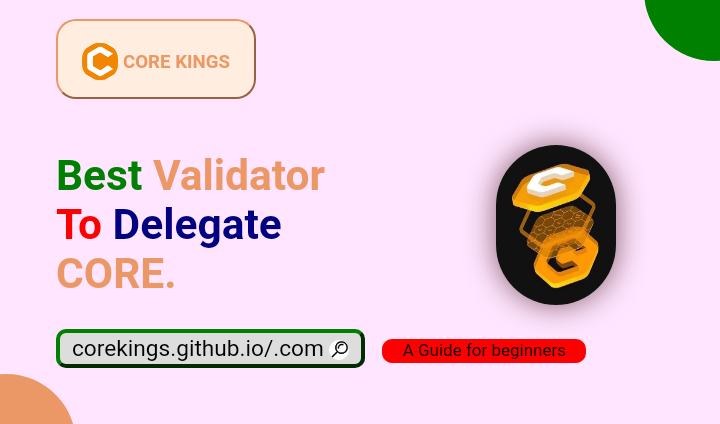 CORE KINGS
Best Validator
To Delegate
CORE.
corekings.github.io/.com
A Guide for beginners